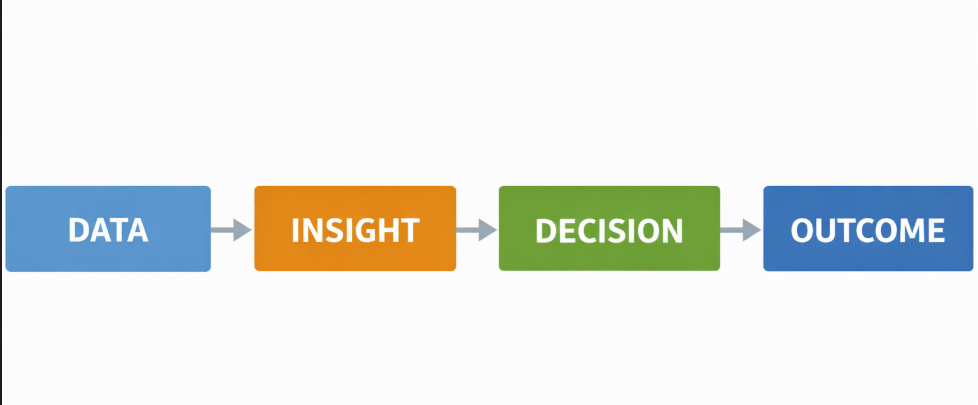 DATA INSIGHT DECISION OUTCOME